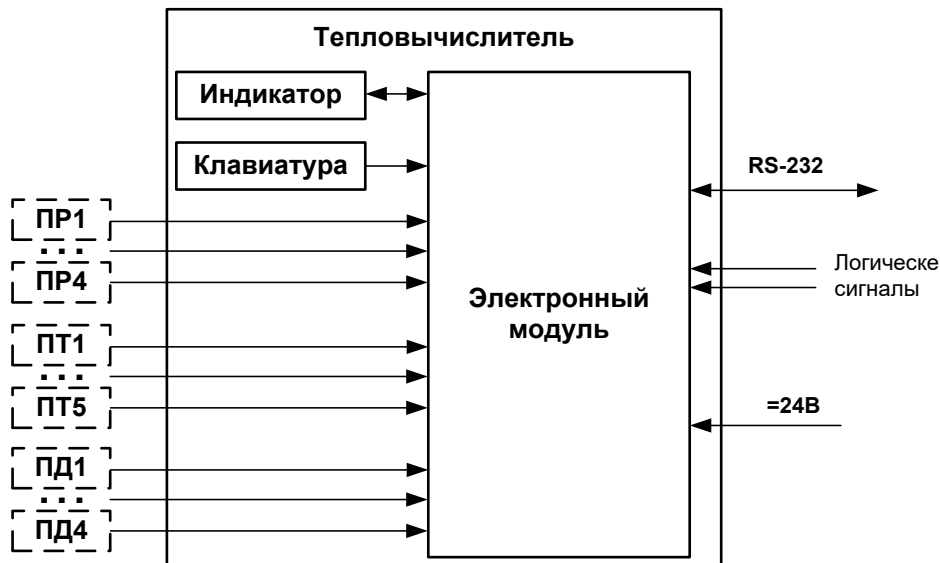 Тепловычислитель
Индикатор
Клавиатура
ПР1
...
ПР4
ПТ1
...
ПТ5
ПД1
...
ПД4
Электронный
модуль
RS-232
Логическе
сигналы
=24В